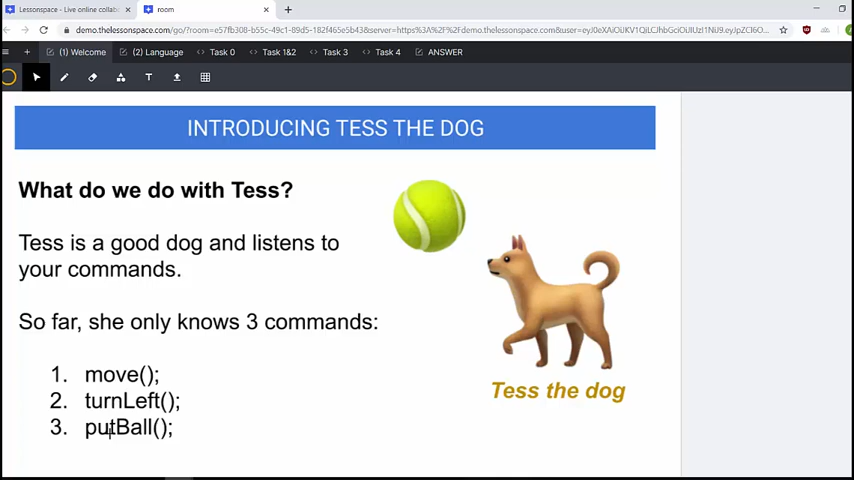 Lessonspace - Live online collab
room
demo.thelessonspace.com/go/?room=e57fb308-b55c-49c1-89d5-318245465e5b4&server=https%3A%2F%2Fdemo.thelessonspace.com&user=
(1) Welcome
(2) Language
Task 0
Task 1&2
Task 3
Task 4
ANSWER
INTRODUCING TESS THE DOG
What do we do with Tess?
Tess is a good dog and listens to
your commands.
So far, she only knows 3 commands:
1. move();
2. turnLeft();
3. putBall();
Tess the dog